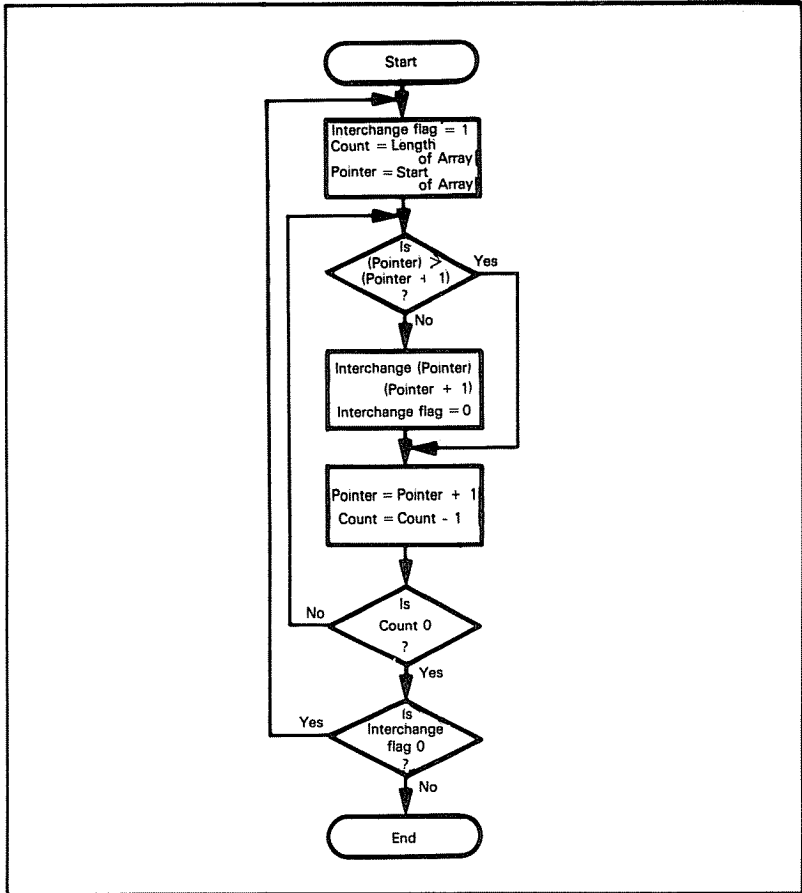 Start
Interchange flag = 1
Count = Length
of Array
Pointer = Start
of Array
Is
(Pointer) >
(Pointer + 1)
?
Yes
No
Interchange (Pointer)
(Pointer + 1)
Interchange flag = 0
Pointer = Pointer + 1
Count = Count - 1
Is
Count 0
?
No
Yes
Is
Interchange
flag 0
?
Yes
No
End